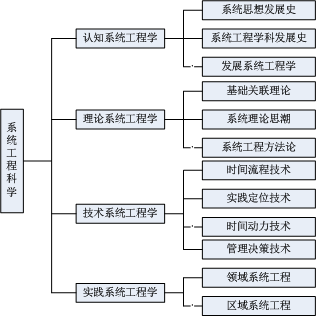 系统工程科学
认知系统工程学
系统思想发展史
系统工程学科发展史
发展系统工程学
理论系统工程学
基础关联理论
系统理论思潮
系统工程方法论
技术系统工程学
时间流程技术
实践定位技术
时间动力技术
管理决策技术
实践系统工程学
领域系统工程
区域系统工程